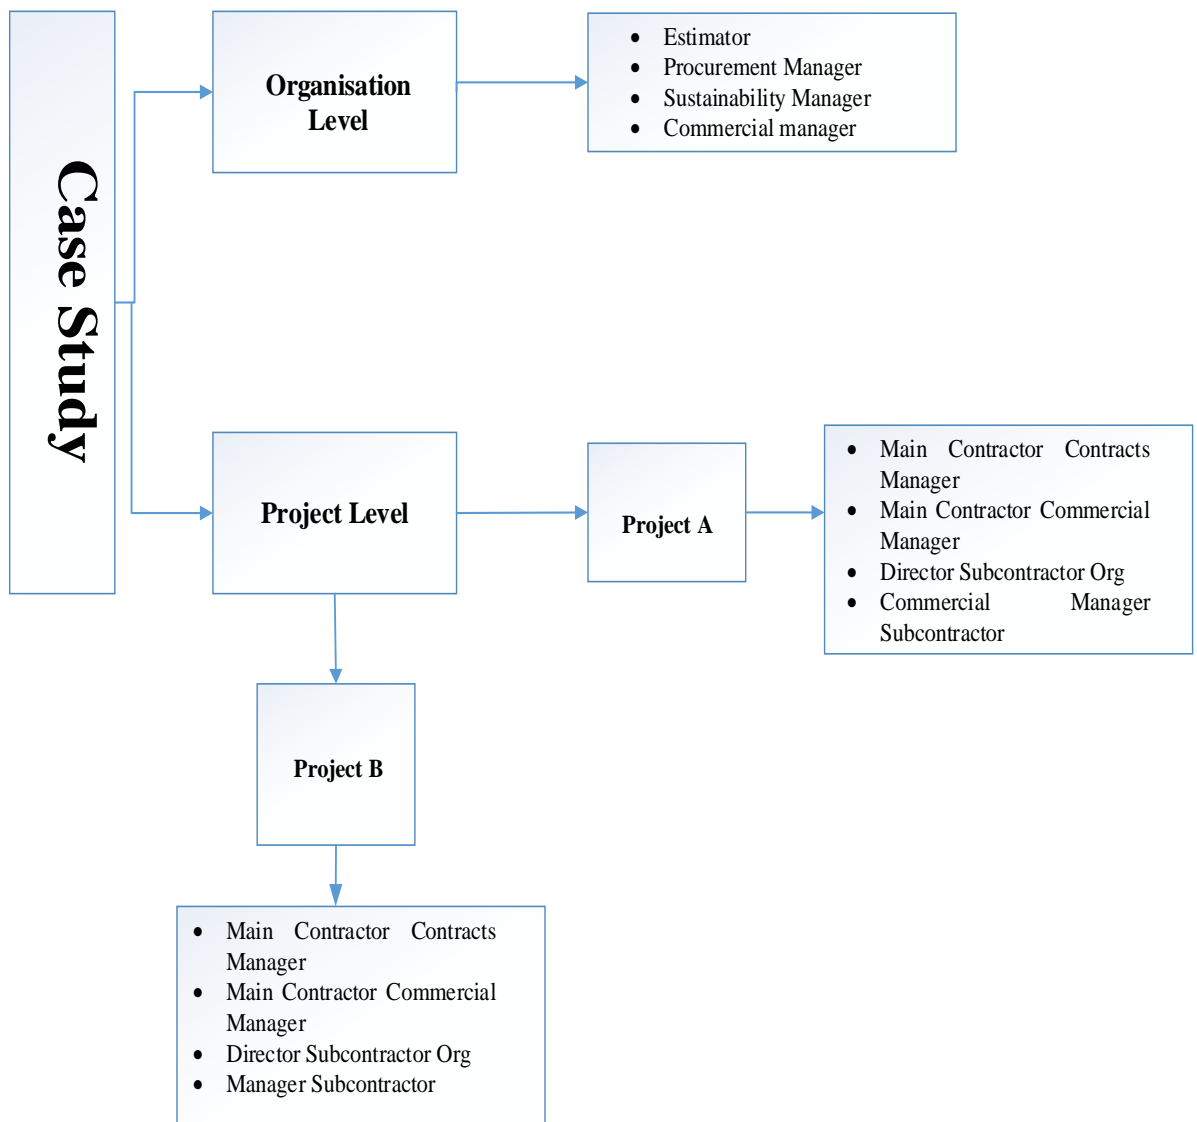 Case Study
Organisation
Level
• Estimator
• Procurement Manager
• Sustainability Manager
• Commercial manager
Project Level
Project A
• Main Contractor Contracts
Manager
• Main Contractor Commercial
Manager
• Director Subcontractor Org
• Commercial Manager
Subcontractor
Project B
• Main Contractor Contracts
Manager
• Main Contractor Commercial
Manager
• Director Subcontractor Org
• Manager Subcontractor